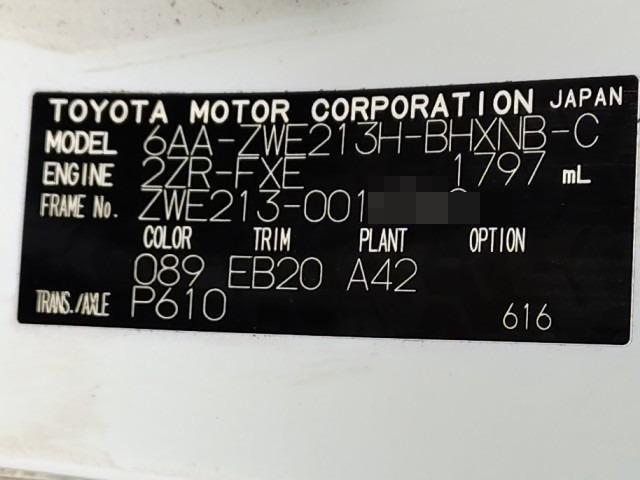 TOYOTA MOTOR CORPORATION JAPAN
MODEL 6AA-ZWE213H-BHXNB-C
ENGINE 2ZR-FXE 1797 mL
FRAME No. ZWE213-001
COLOR TRIM PLANT OPTION
089 EB20 A42
TRANS./AXLE P610 616